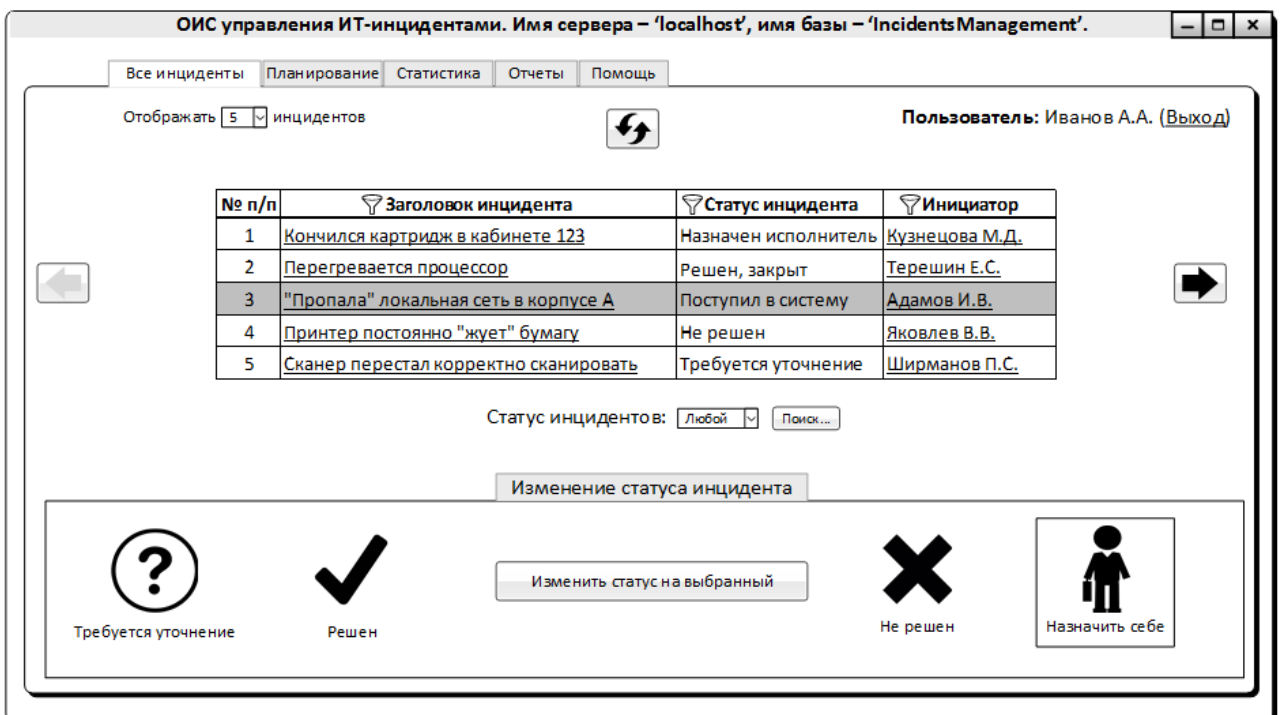 ОИС управления ИТ-инцидентами. Имя сервера – ‘localhost’, имя базы – ‘IncidentsManagement’.
Все инциденты Планирование Статистика Отчеты Помощь
Отображать 5 инцидентов
Пользователь: Иванов А.А. (Выход)
№ п/п Заголовок инцидента Статус инцидента Инициатор
1 Кончился картридж в кабинете 123 Назначен исполнитель Кузнецова М.Д.
2 Перегревается процессор Решен, закрыт Терешин Е.С.
3 "Пропала" локальная сеть в корпусе А Поступил в систему Адамов И.В.
4 Принтер постоянно "жует" бумагу Не решен Яковлев В.В.
5 Сканер перестал корректно сканировать Требуется уточнение Ширманов П.С.
Статус инцидентов: Любой Поиск...
Изменение статуса инцидента
Изменить статус на выбранный
Требуется уточнение Решен Не решен Назначить себе